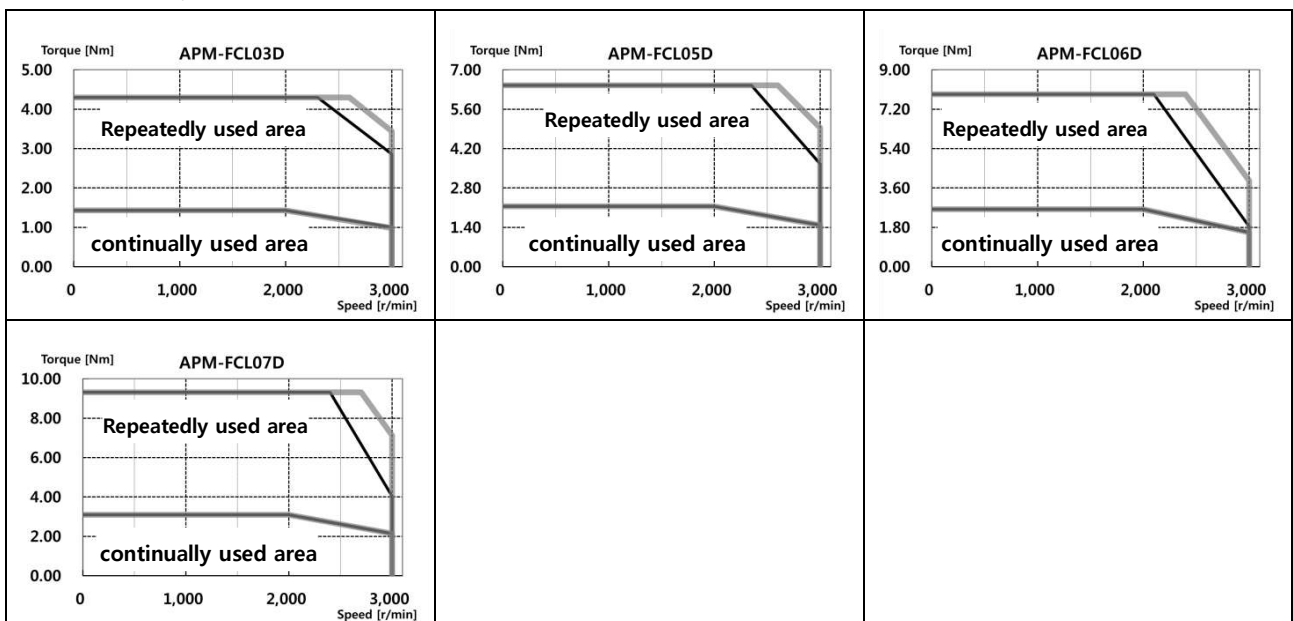 Torque [Nm] APM-FCL03D
5.00
4.00
Repeatedly used area
3.00
2.00
1.00
continually used area
0.00
0 1,000 2,000 3,000
Speed [r/min]
Torque [Nm] APM-FCL05D
7.00
5.60
Repeatedly used area
4.20
2.80
1.40
continually used area
0.00
0 1,000 2,000 3,000
Speed [r/min]
Torque [Nm] APM-FCL06D
9.00
7.20
Repeatedly used area
5.40
3.60
1.80
continually used area
0.00
0 1,000 2,000 3,000
Speed [r/min]
Torque [Nm] APM-FCL07D
10.00
8.00
Repeatedly used area
6.00
4.00
2.00
continually used area
0.00
0 1,000 2,000 3,000
Speed [r/min]